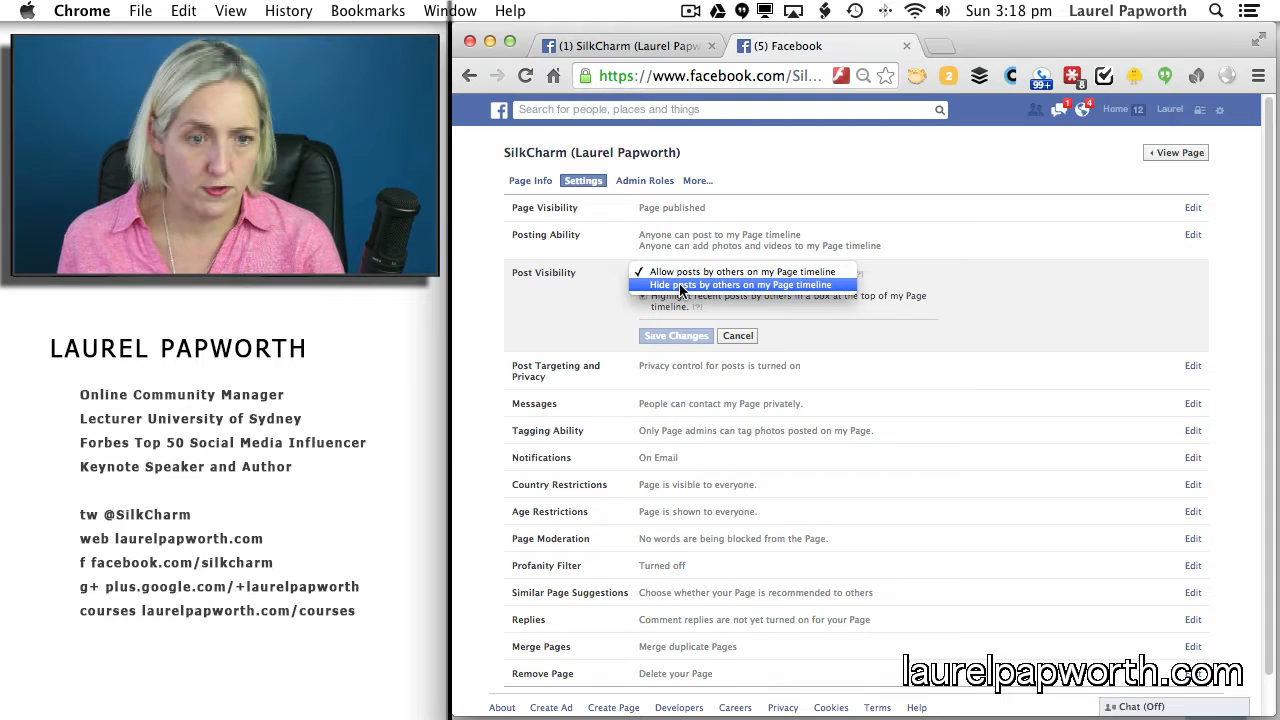 Chrome File Edit View History Bookmarks Window Help Sun 3:18 pm Laurel Papworth
(1) SilkCharm (Laurel Papw
(5) Facebook
https://www.facebook.com/Sil...
2
99+
8
Search for people, places and things
1
4
Home 12
Laurel
SilkCharm (Laurel Papworth)
View Page
Page Info Settings Admin Roles More...
Page Visibility Page published Edit
Posting Ability Anyone can post to my Page timeline Edit
Anyone can add photos and videos to my Page timeline
Post Visibility Allow posts by others on my Page timeline [?]
Hide posts by others on my Page timeline
recent posts by others in a box at the top of my Page
timeline. [?]
Save Changes Cancel
Post Targeting and
Privacy
Privacy control for posts is turned on Edit
Messages People can contact my Page privately. Edit
Tagging Ability Only Page admins can tag photos posted on my Page. Edit
Notifications On Email Edit
Country Restrictions Page is visible to everyone. Edit
Age Restrictions Page is shown to everyone. Edit
Page Moderation No words are being blocked from the Page. Edit
Profanity Filter Turned off Edit
Similar Page Suggestions Choose whether your Page is recommended to others Edit
Replies Comment replies are not yet turned on for your Page Edit
Merge Pages Merge duplicate Pages Edit
Remove Page Delete your Page
About Create Ad Create Page Developers Careers Privacy Cookies Terms Help
Chat (Off)
LAUREL PAPWORTH
Online Community Manager
Lecturer University of Sydney
Forbes Top 50 Social Media Influencer
Keynote Speaker and Author
tw @SilkCharm
web laurelpapworth.com
f facebook.com/silkcharm
g+ plus.google.com/+laurelpapworth
courses laurelpapworth.com/courses
laurelpapworth.com